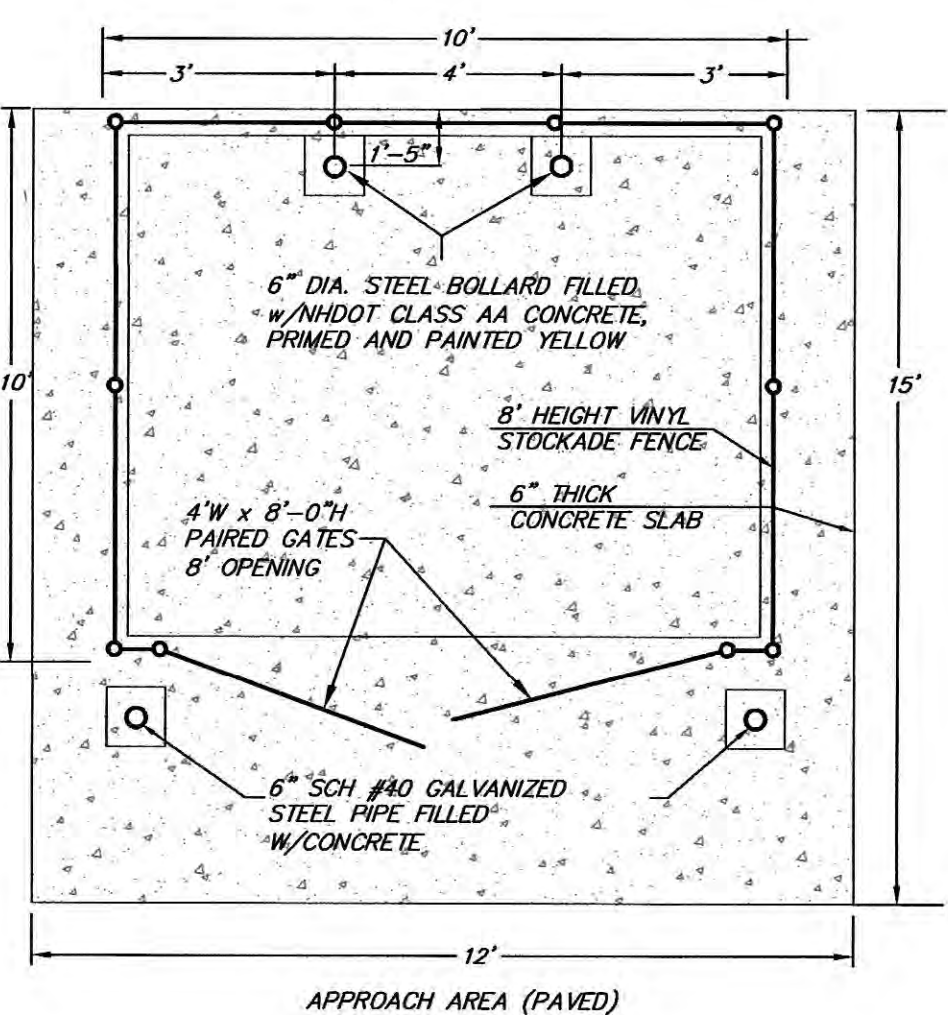 10'
3'
4'
3'
1'-5"
6" DIA. STEEL BOLLARD FILLED
w/NHDOT CLASS AA CONCRETE,
PRIMED AND PAINTED YELLOW
10'
15'
8' HEIGHT VINYL
STOCKADE FENCE
6" THICK
CONCRETE SLAB
4'W x 8'-0"H
PAIRED GATES
8' OPENING
6" SCH #40 GALVANIZED
STEEL PIPE FILLED
W/CONCRETE
12'
APPROACH AREA (PAVED)